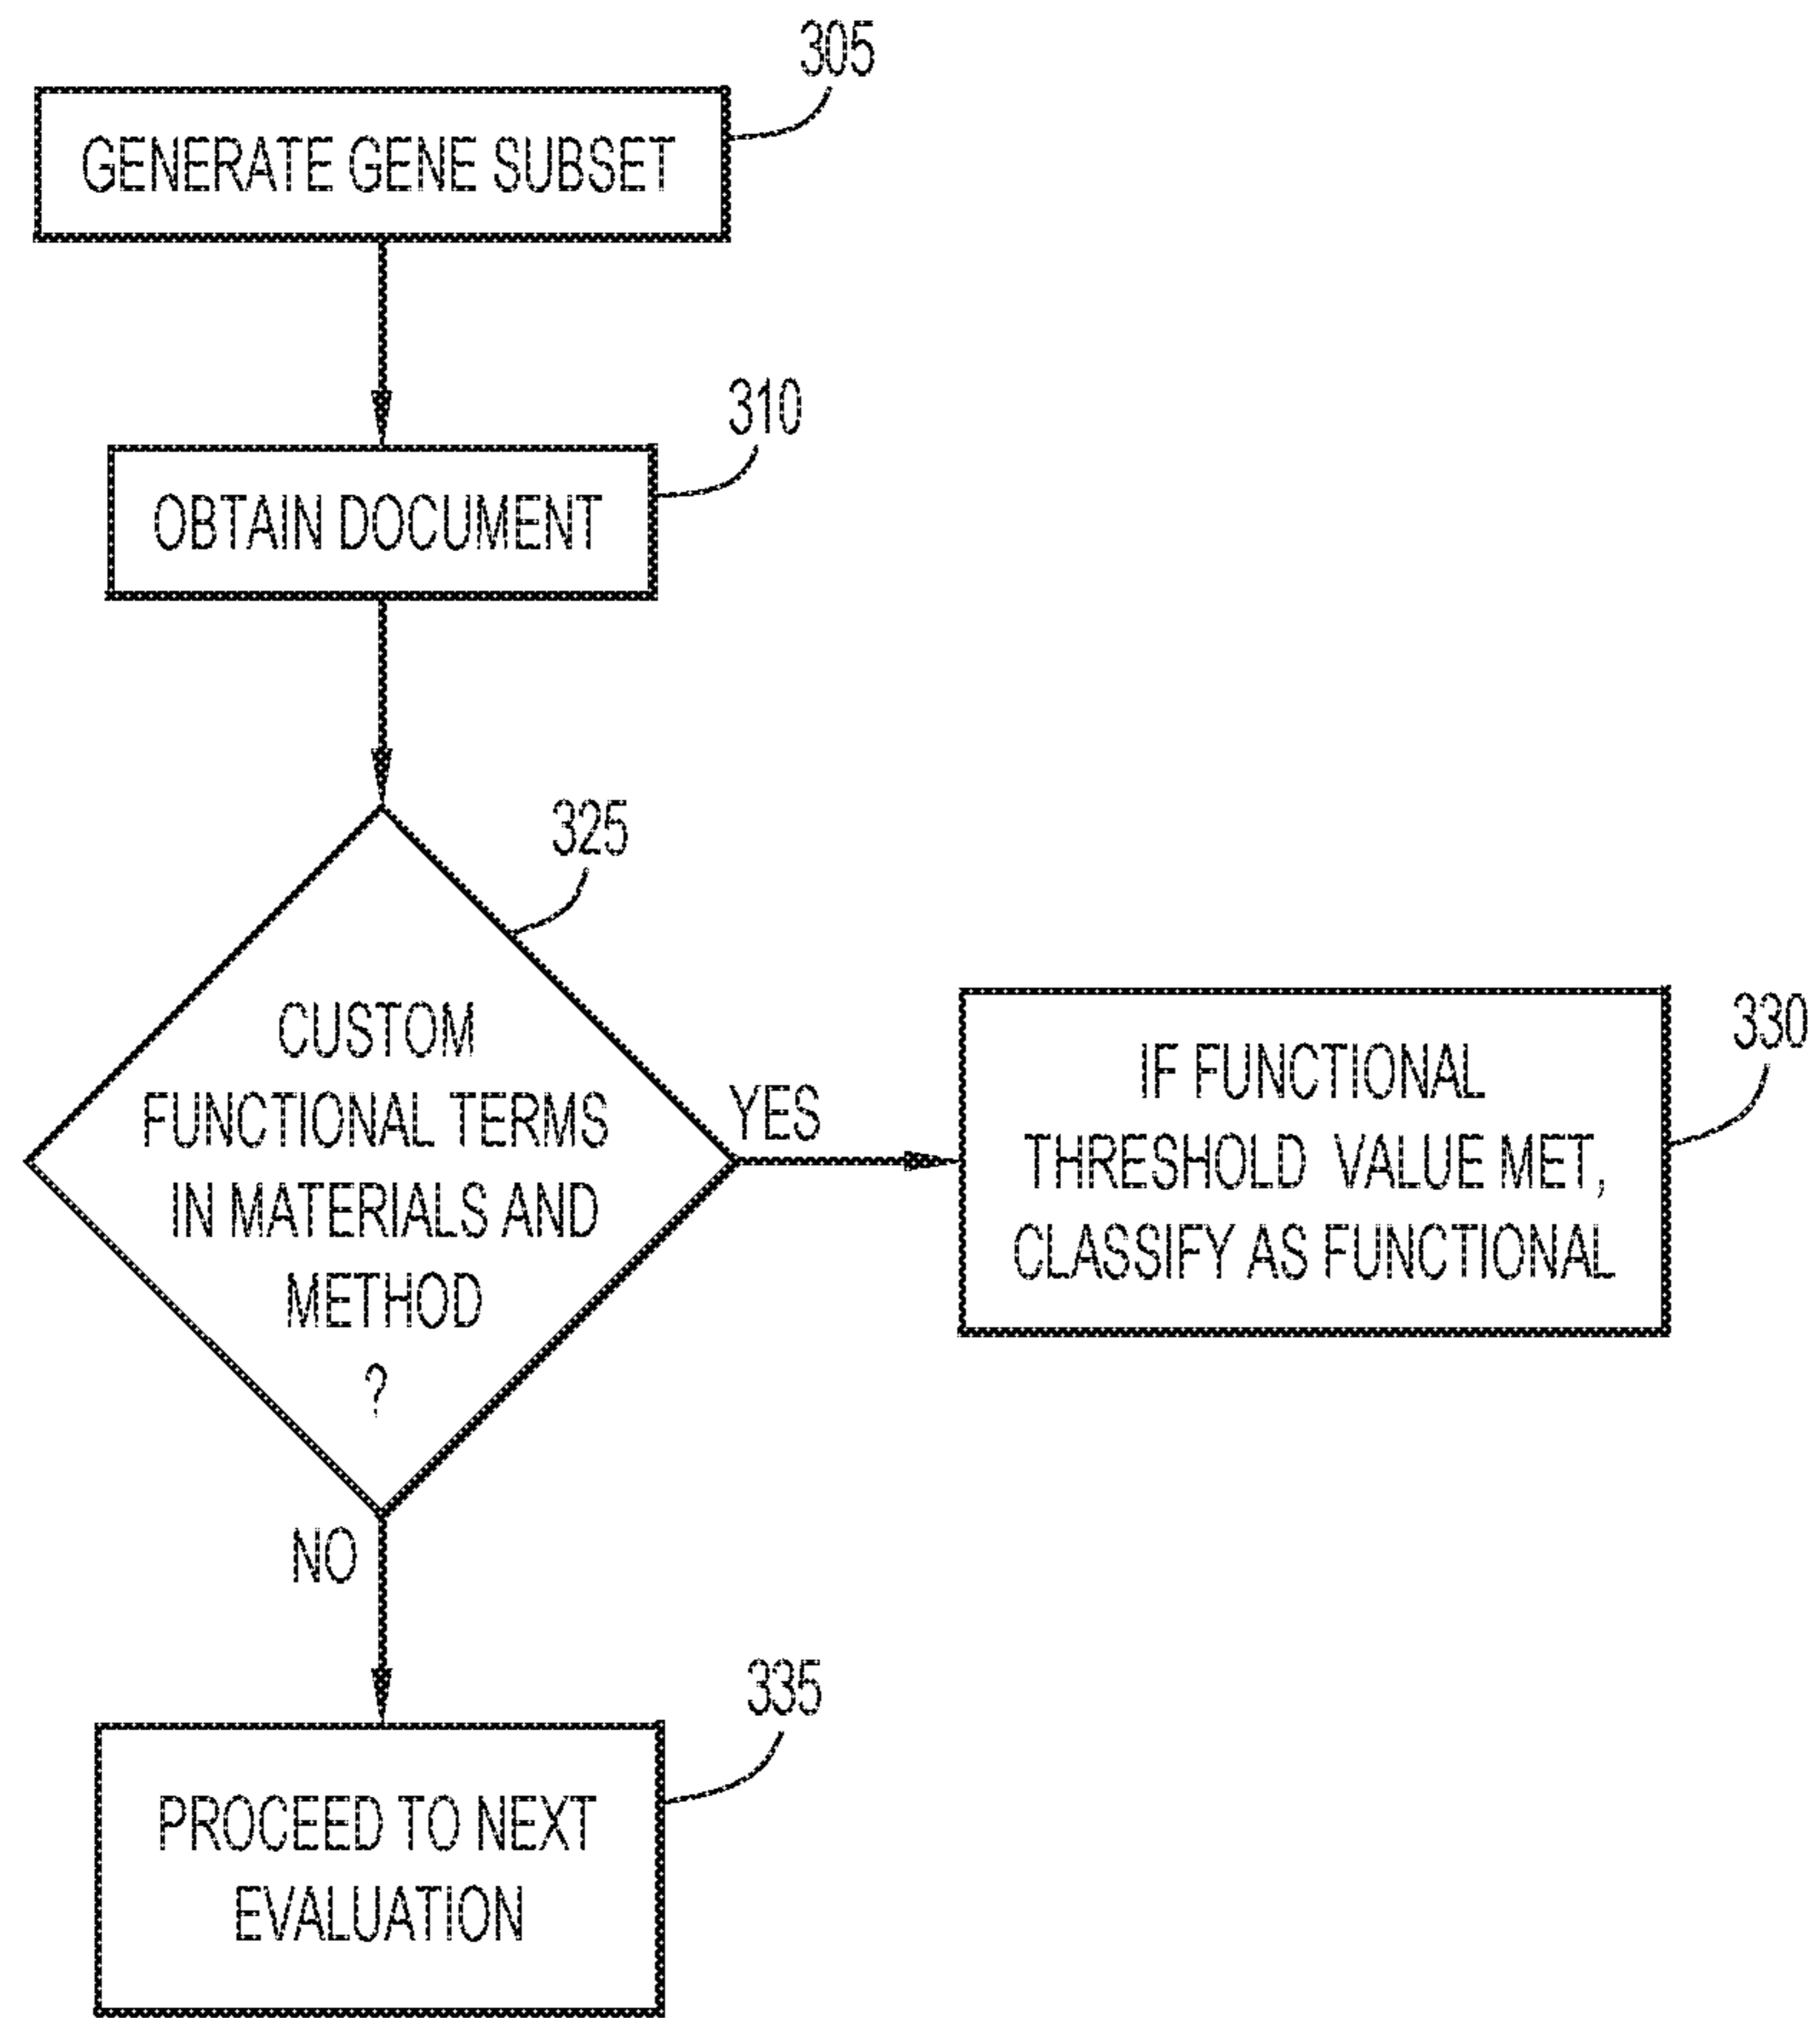 305
GENERATE GENE SUBSET
310
OBTAIN DOCUMENT
325
CUSTOM
FUNCTIONAL TERMS
IN MATERIALS AND
METHOD
?
YES
330
IF FUNCTIONAL
THRESHOLD VALUE MET,
CLASSIFY AS FUNCTIONAL
NO
335
PROCEED TO NEXT
EVALUATION